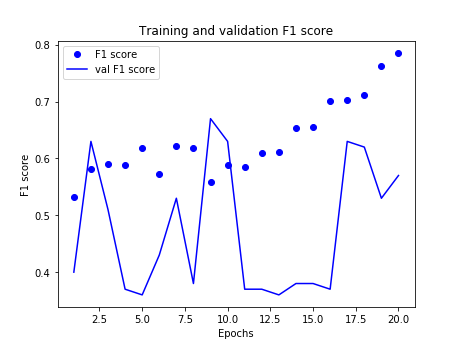 Training and validation F1 score
F1 score
val F1 score
F1 score
0.8
0.7
0.6
0.5
0.4
2.5 5.0 7.5 10.0 12.5 15.0 17.5 20.0
Epochs